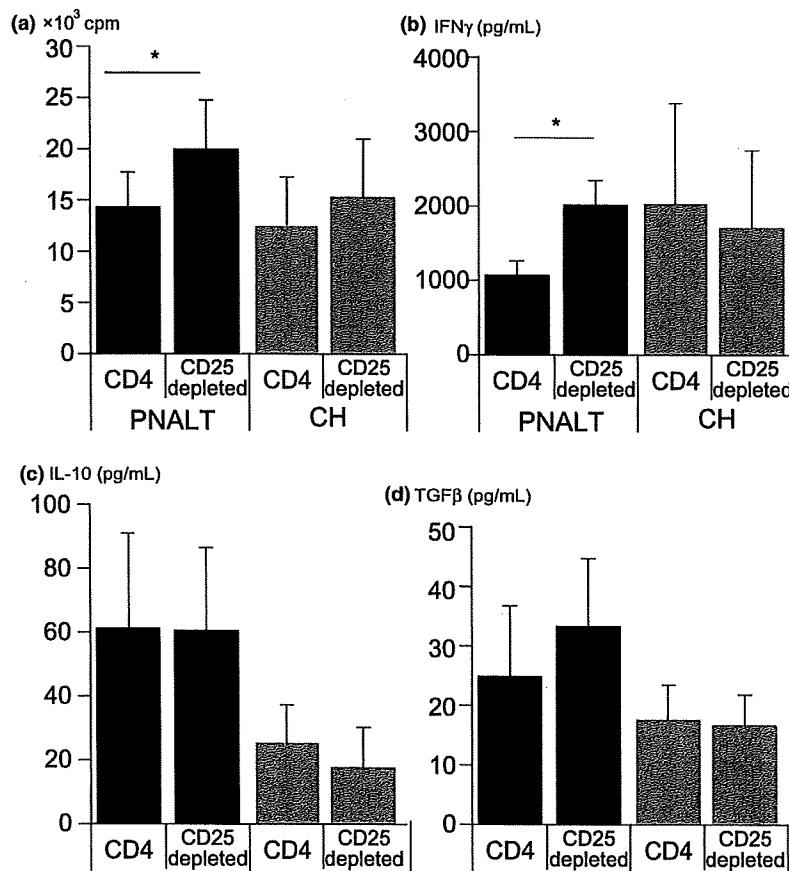 (a) ×10³ cpm
30
25
20
15
10
5
0
*
CD4
CD25
depleted
CD4
CD25
depleted
PNALT
CH
(b) IFNγ (pg/mL)
4000
3000
2000
1000
0
*
CD4
CD25
depleted
CD4
CD25
depleted
PNALT
CH
(c) IL-10 (pg/mL)
100
80
60
40
20
0
CD4
CD25
depleted
CD4
CD25
depleted
(d) TGFβ (pg/mL)
50
40
30
20
10
0
CD4
CD25
depleted
CD4
CD25
depleted